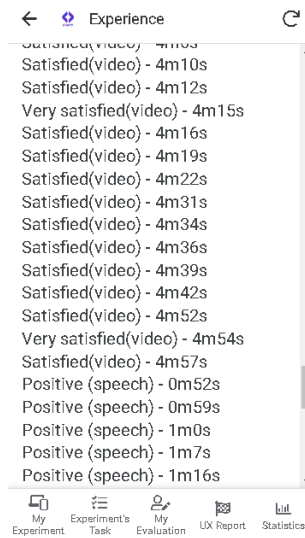 Experience
Satisfied(video) - 4m10s
Satisfied(video) - 4m12s
Very satisfied(video) - 4m15s
Satisfied(video) - 4m16s
Satisfied(video) - 4m19s
Satisfied(video) - 4m22s
Satisfied(video) - 4m31s
Satisfied(video) - 4m34s
Satisfied(video) - 4m36s
Satisfied(video) - 4m39s
Satisfied(video) - 4m42s
Satisfied(video) - 4m52s
Very satisfied(video) - 4m54s
Satisfied(video) - 4m57s
Positive (speech) - 0m52s
Positive (speech) - 0m59s
Positive (speech) - 1m0s
Positive (speech) - 1m7s
Positive (speech) - 1m16s
My Experiment
Experiment's Task
My Evaluation
UX Report
Statistics